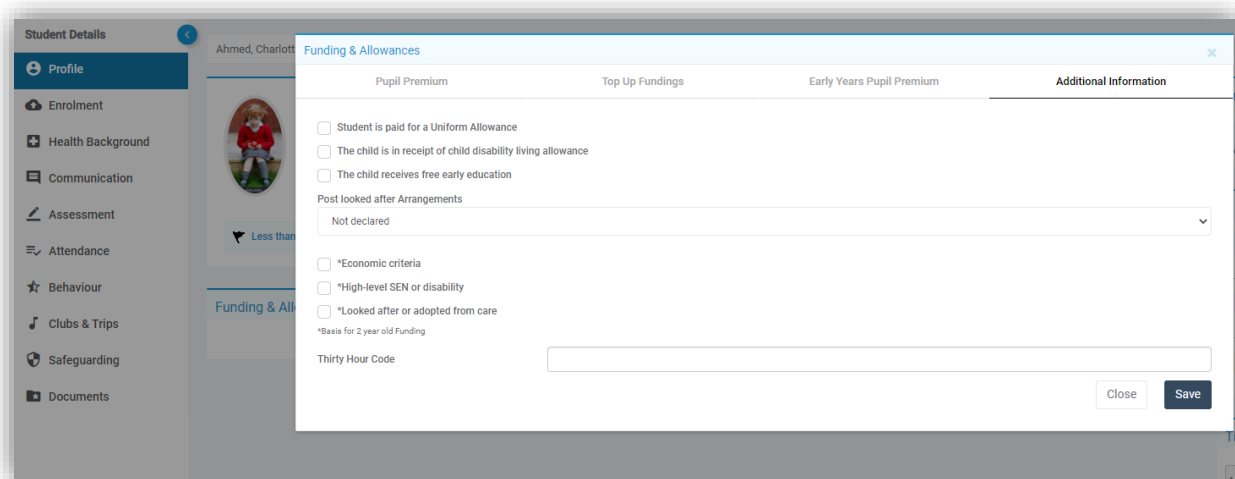 Student Details
Profile
Enrolment
Health Background
Communication
Assessment
Attendance
Behaviour
Clubs & Trips
Safeguarding
Documents
Ahmed, Charlott
Less than
Funding & All
Funding & Allowances
Pupil Premium Top Up Fundings Early Years Pupil Premium Additional Information
Student is paid for a Uniform Allowance
The child is in receipt of child disability living allowance
The child receives free early education
Post looked after Arrangements
Not declared
*Economic criteria
*High-level SEN or disability
*Looked after or adopted from care
*Basis for 2 year old Funding
Thirty Hour Code
Close Save